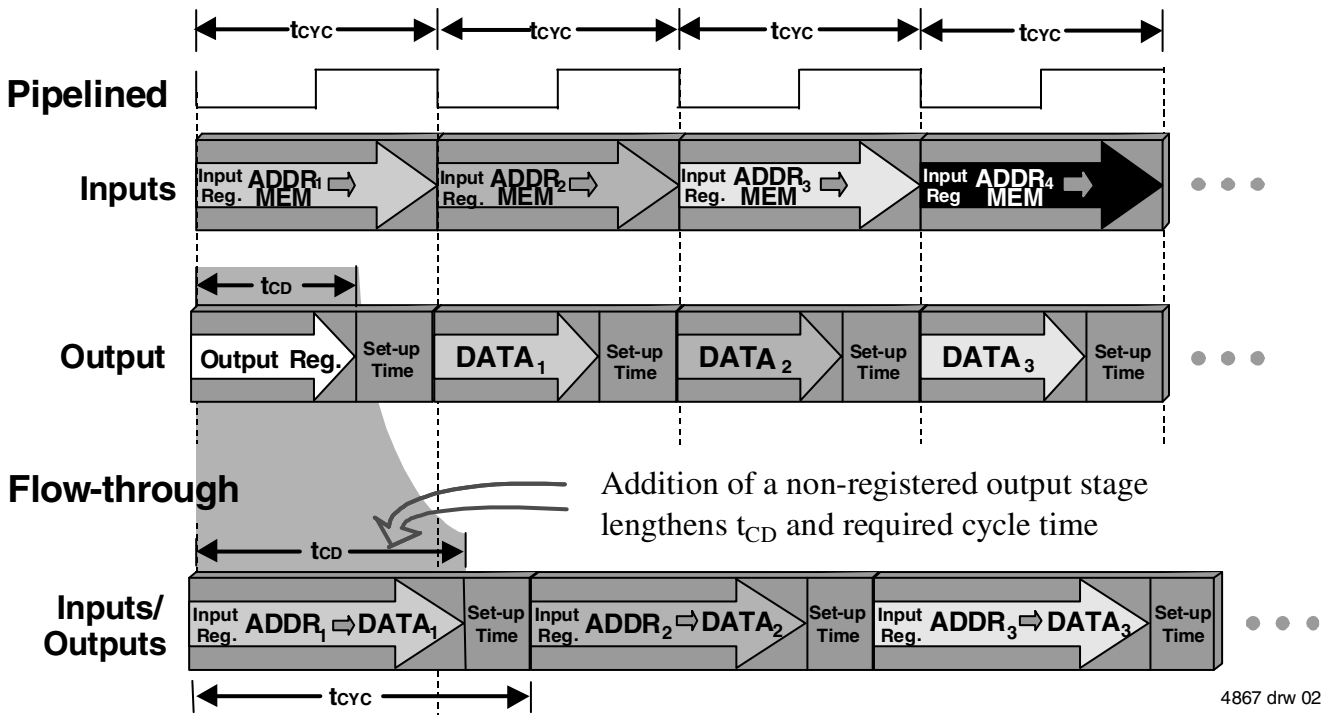 tCYC tCYC tCYC tCYC
Pipelined
Inputs
Input Reg. ADDR1 MEM
Input Reg. ADDR2 MEM
Input Reg. ADDR3 MEM
Input Reg ADDR4 MEM
tCD
Output
Output Reg.
Set-up Time
DATA1
Set-up Time
DATA2
Set-up Time
DATA3
Set-up Time
Flow-through
Addition of a non-registered output stage
lengthens tCD and required cycle time
tCD
Inputs/
Outputs
Input Reg. ADDR1 DATA1
Set-up Time
Input Reg. ADDR2 DATA2
Set-up Time
Input Reg. ADDR3 DATA3
Set-up Time
tCYC
4867 drw 02